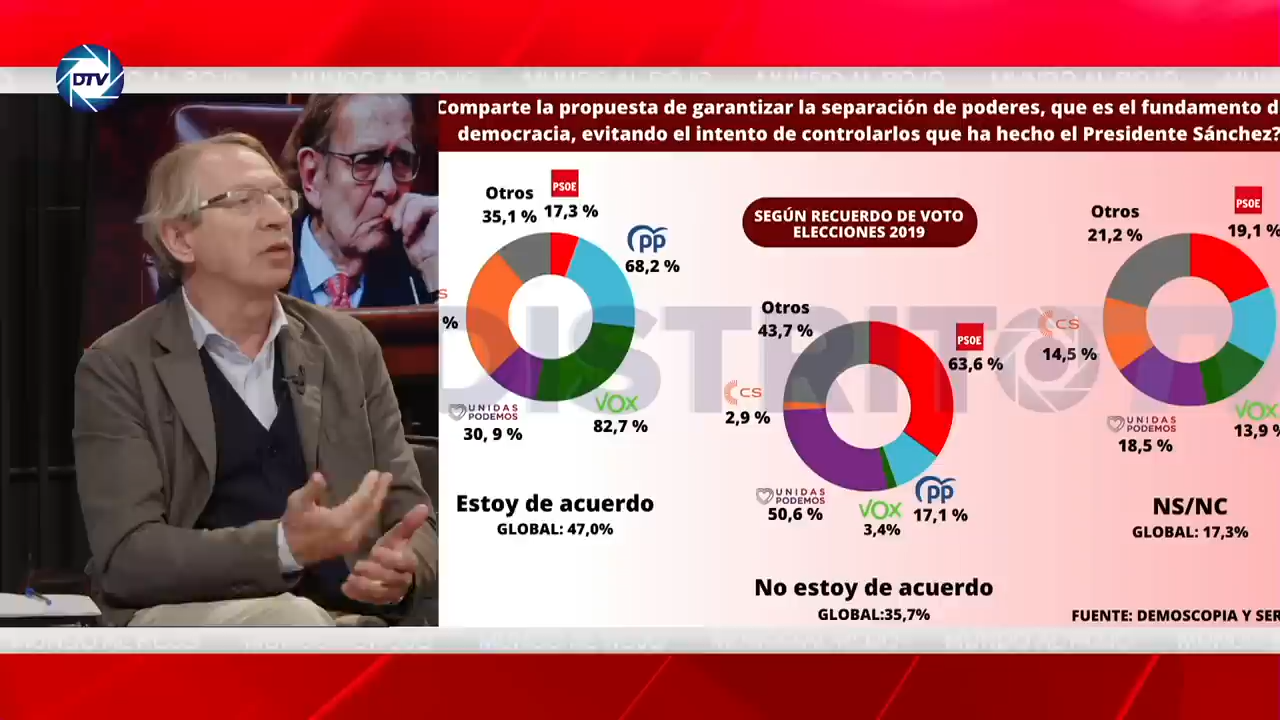 DTV
Comparte la propuesta de garantizar la separación de poderes, que es el fundamento d
democracia, evitando el intento de controlarlos que ha hecho el Presidente Sánchez?
DISTRITO
SEGÚN RECUERDO DE VOTO
ELECCIONES 2019
Otros
35,1 %
PSOE
17,3 %
PP
68,2 %
S
%
UNIDAS
PODEMOS
30, 9 %
VOX
82,7 %
Estoy de acuerdo
GLOBAL: 47,0%
Otros
43,7 %
PSOE
63,6 %
CS
2,9 %
UNIDAS
PODEMOS
50,6 %
VOX
3,4%
PP
17,1 %
No estoy de acuerdo
GLOBAL:35,7%
Otros
21,2 %
PSOE
19,1 %
CS
14,5 %
UNIDAS
PODEMOS
18,5 %
VOX
13,9 %
NS/NC
GLOBAL: 17,3%
FUENTE: DEMOSCOPIA Y SER